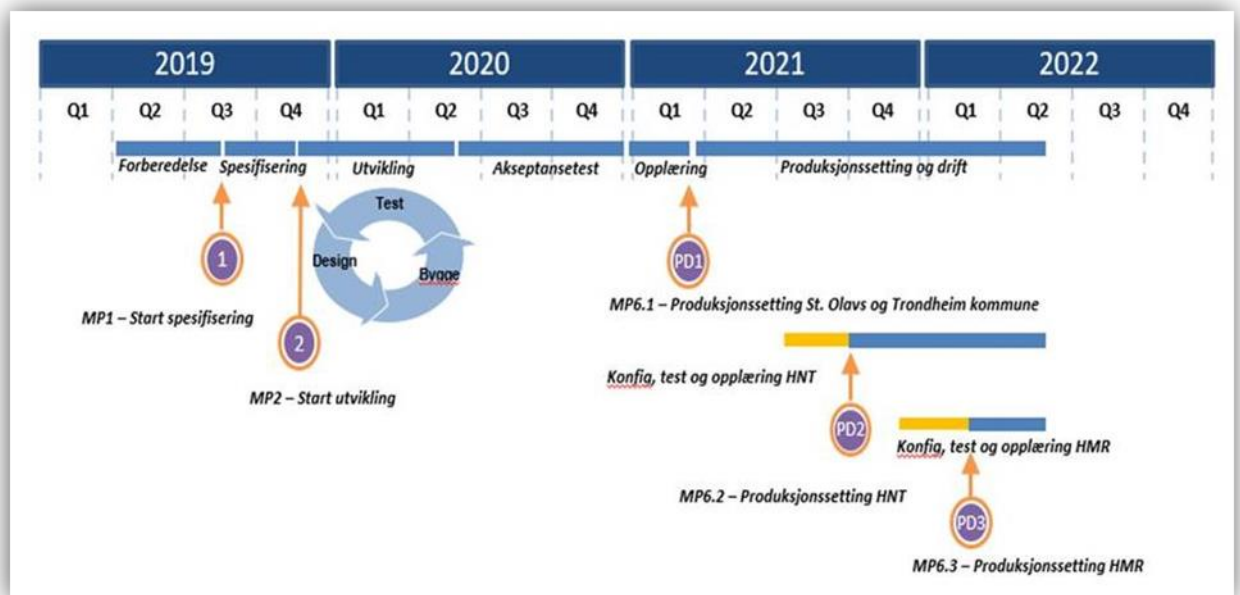 2019 2020 2021 2022
Q1 Q2 Q3 Q4 Q1 Q2 Q3 Q4 Q1 Q2 Q3 Q4 Q1 Q2 Q3 Q4
Forberedelse Spesifisering Utvikling Akseptansetest Opplæring Produksjonssetting og drift
Test
Design
Bygge
1
PD1
MP1 – Start spesifisering
MP6.1 – Produksjonssetting St. Olavs og Trondheim kommune
2
MP2 – Start utvikling
Konfig, test og opplæring HNT
PD2
Konfig, test og opplæring HMR
MP6.2 – Produksjonssetting HNT
PD3
MP6.3 – Produksjonssetting HMR